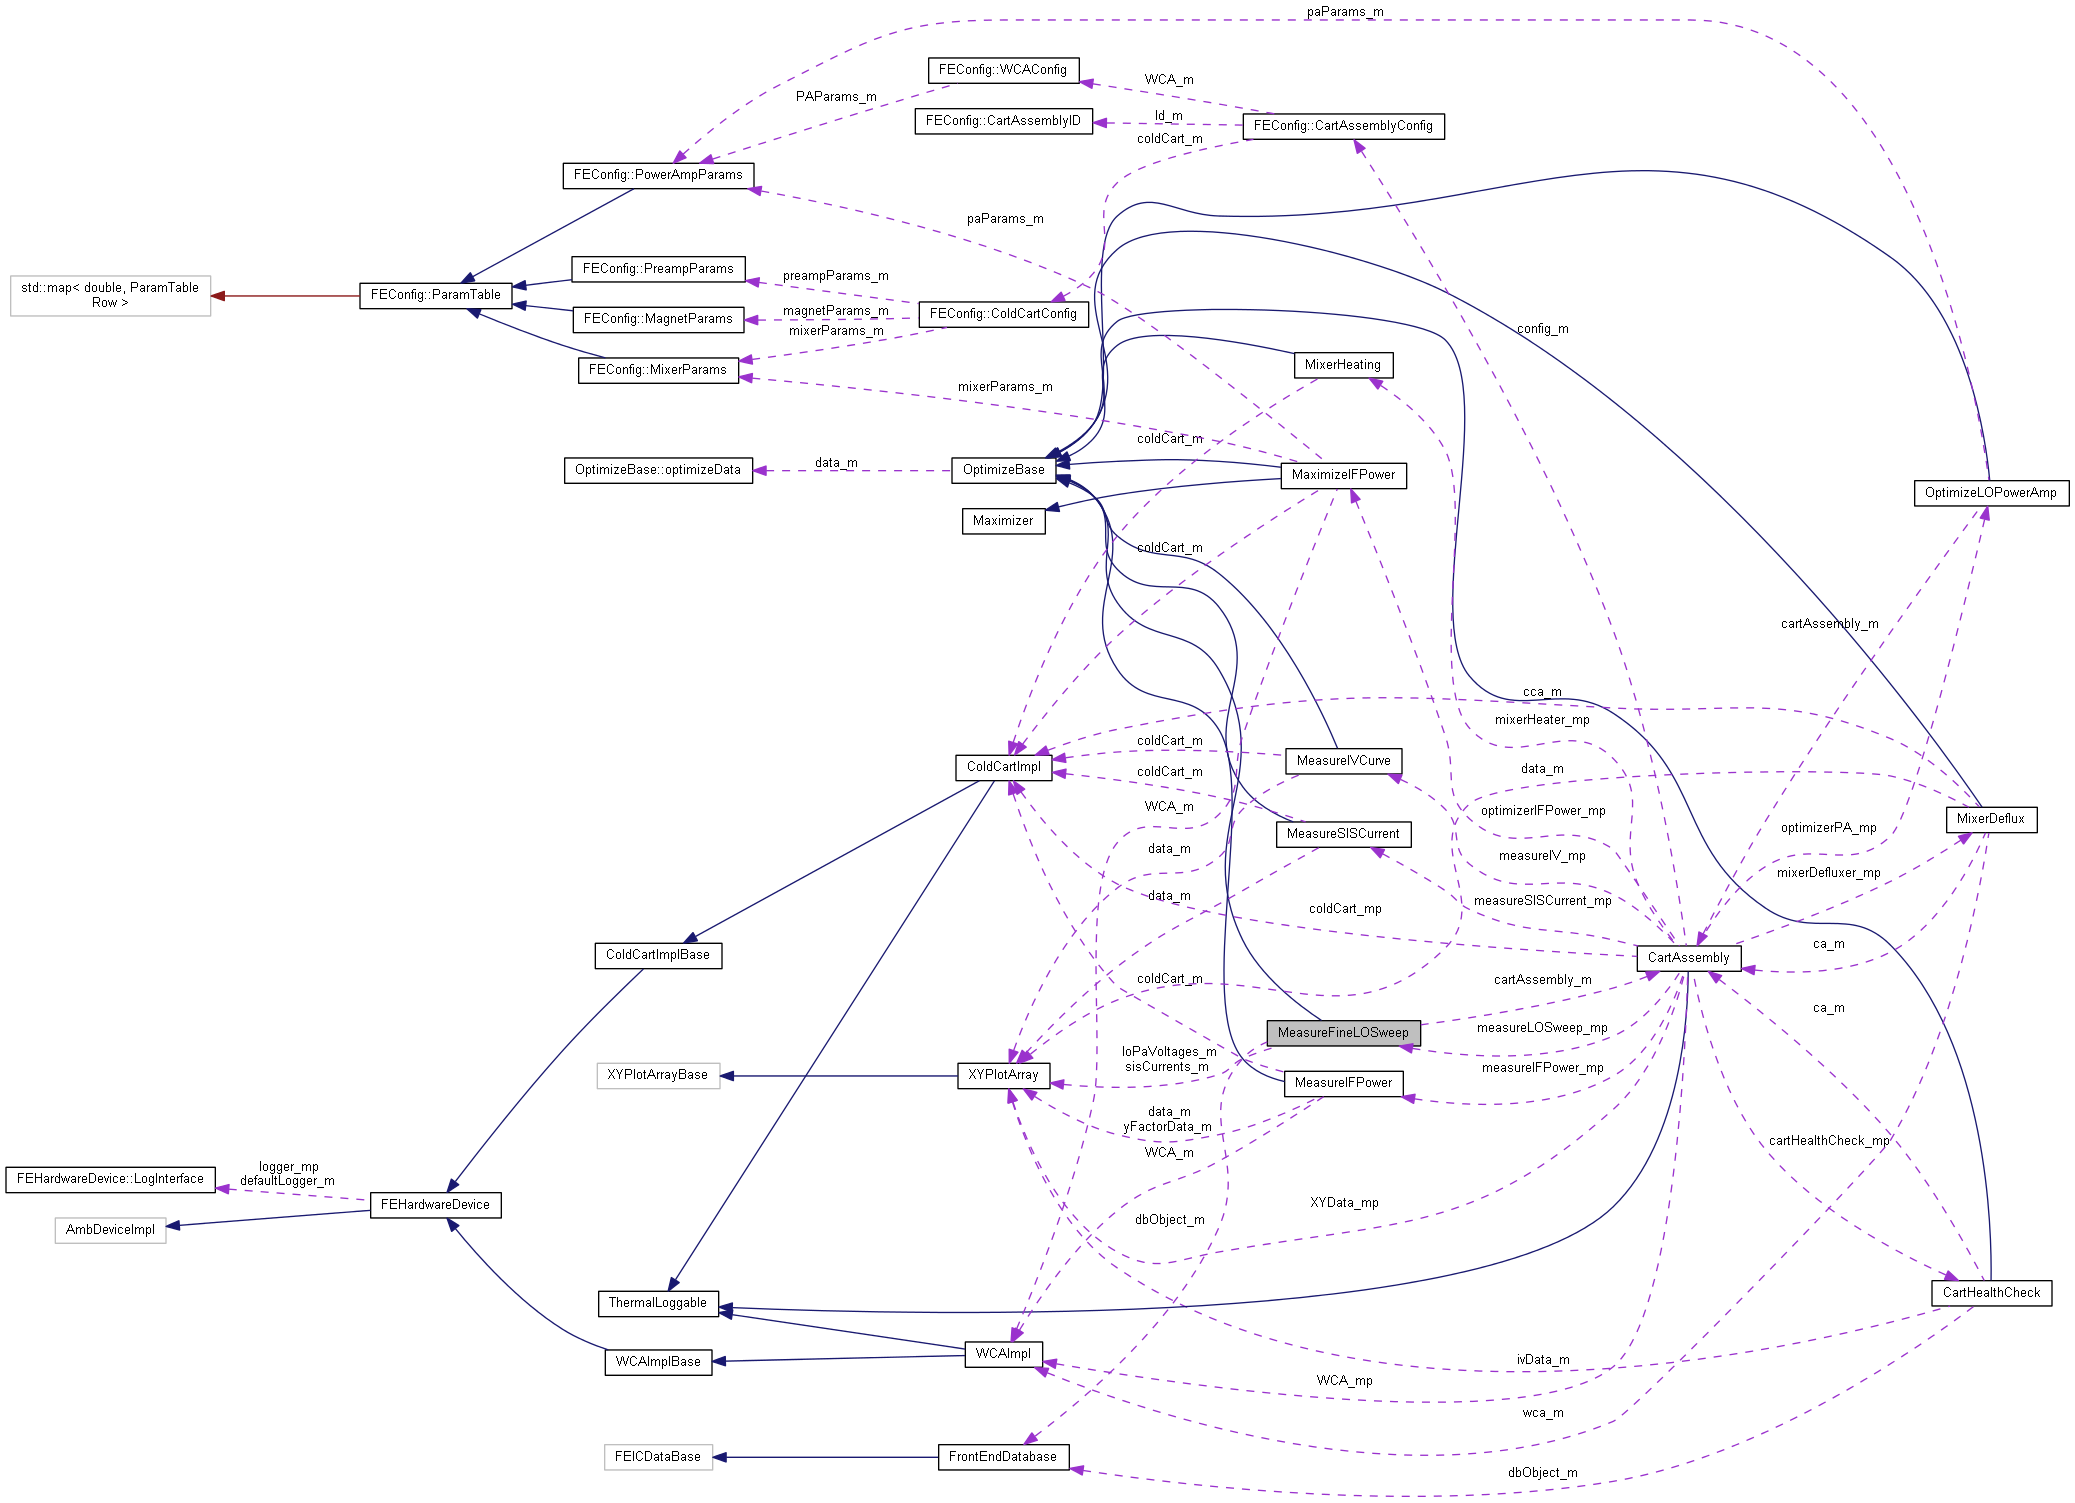 paParams_m
FEConfig::WCAConfig
WCA_m
PAParams_m
FEConfig::CartAssemblyID
Id_m
FEConfig::CartAssemblyConfig
coldCart_m
FEConfig::PowerAmpParams
paParams_m
FEConfig::PreampParams
preampParams_m
std::map< double, ParamTable
Row >
FEConfig::ParamTable
FEConfig::MagnetParams
magnetParams_m
FEConfig::ColdCartConfig
mixerParams_m
config_m
FEConfig::MixerParams
MixerHeating
mixerParams_m
coldCart_m
OptimizeBase::optimizeData
data_m
OptimizeBase
MaximizeIFPower
OptimizeLOPowerAmp
Maximizer
coldCart_m
cartAssembly_m
cca_m
mixerHeater_mp
coldCart_m
ColdCartImpl
MeasureIVCurve
coldCart_m
data_m
WCA_m
optimizerIFPower_mp
MixerDeflux
MeasureSISCurrent
optimizerPA_mp
data_m
measureIV_mp
mixerDefluxer_mp
data_m
measureSISCurrent_mp
coldCart_mp
ca_m
ColdCartImplBase
CartAssembly
coldCart_m
cartAssembly_m
ca_m
MeasureFineLOSweep
measureLOSweep_mp
loPaVoltages_m
sisCurrents_m
measureIFPower_mp
XYPlotArrayBase
XYPlotArray
MeasureIFPower
data_m
yFactorData_m
cartHealthCheck_mp
WCA_m
logger_mp
defaultLogger_m
FEHardwareDevice::LogInterface
FEHardwareDevice
XYData_mp
AmbDeviceImpl
dbObject_m
CartHealthCheck
ThermalLoggable
WCAImpl
WCAImplBase
ivData_m
WCA_mp
wca_m
FEICDataBase
FrontEndDatabase
dbObject_m